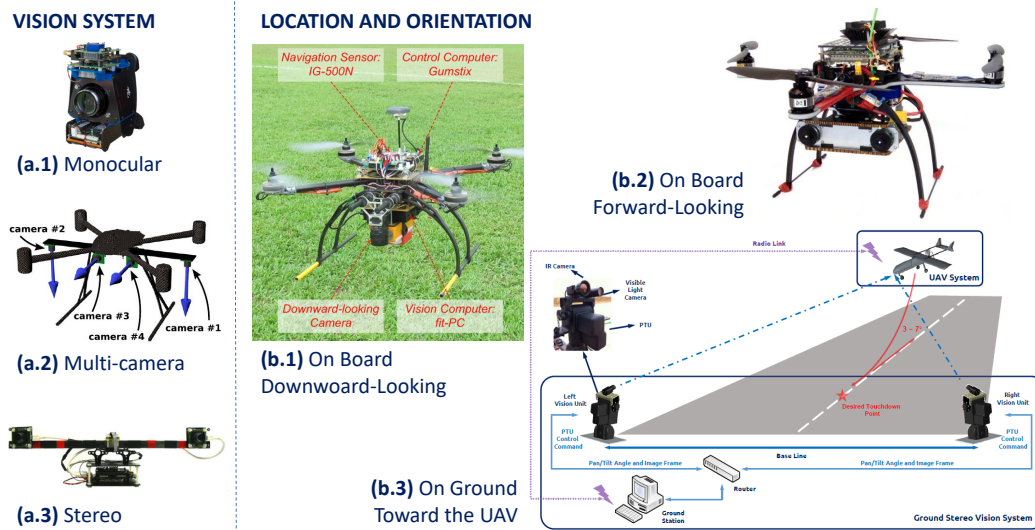 VISION SYSTEM
(a.1) Monocular
camera #2
camera #3
camera #4
camera #1
(a.2) Multi-camera
(a.3) Stereo
LOCATION AND ORIENTATION
Navigation Sensor:
IG-500N
Control Computer:
Gumstix
Downward-looking
Camera
Vision Computer:
fit-PC
(b.1) On Board
Downwoard-Looking
(b.2) On Board
Forward-Looking
Radio Link
UAV System
IR Camera
Visible
Light
Camera
PTU
3 - 7°
Left
Vision Unit
Desired Touchdown
Point
Right
Vision Unit
PTU
Control
Command
PTU
Control
Command
Base Line
Pan/Tilt Angle and Image Frame
Pan/Tilt Angle and Image Frame
Router
Ground
Station
Ground Stereo Vision System
(b.3) On Ground
Toward the UAV